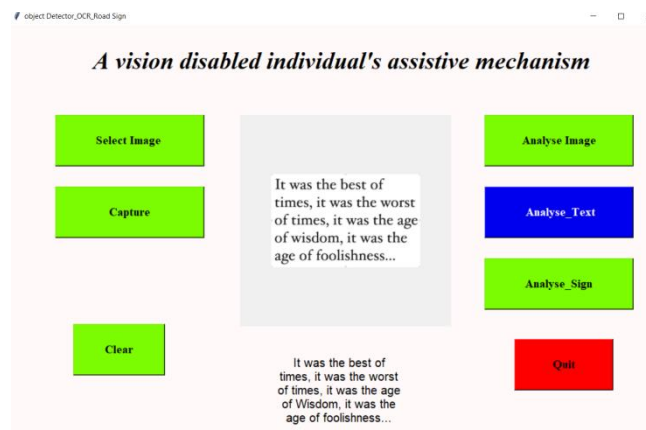 object Detector_OCR_Road Sign
A vision disabled individual's assistive mechanism
Select Image
Capture
Clear
It was the best of
times, it was the worst
of times, it was the age
of wisdom, it was the
age of foolishness...
It was the best of
times, it was the worst
of times, it was the age
of Wisdom, it was the
age of foolishness...
Analyse Image
Analyse_Text
Analyse_Sign
Quit